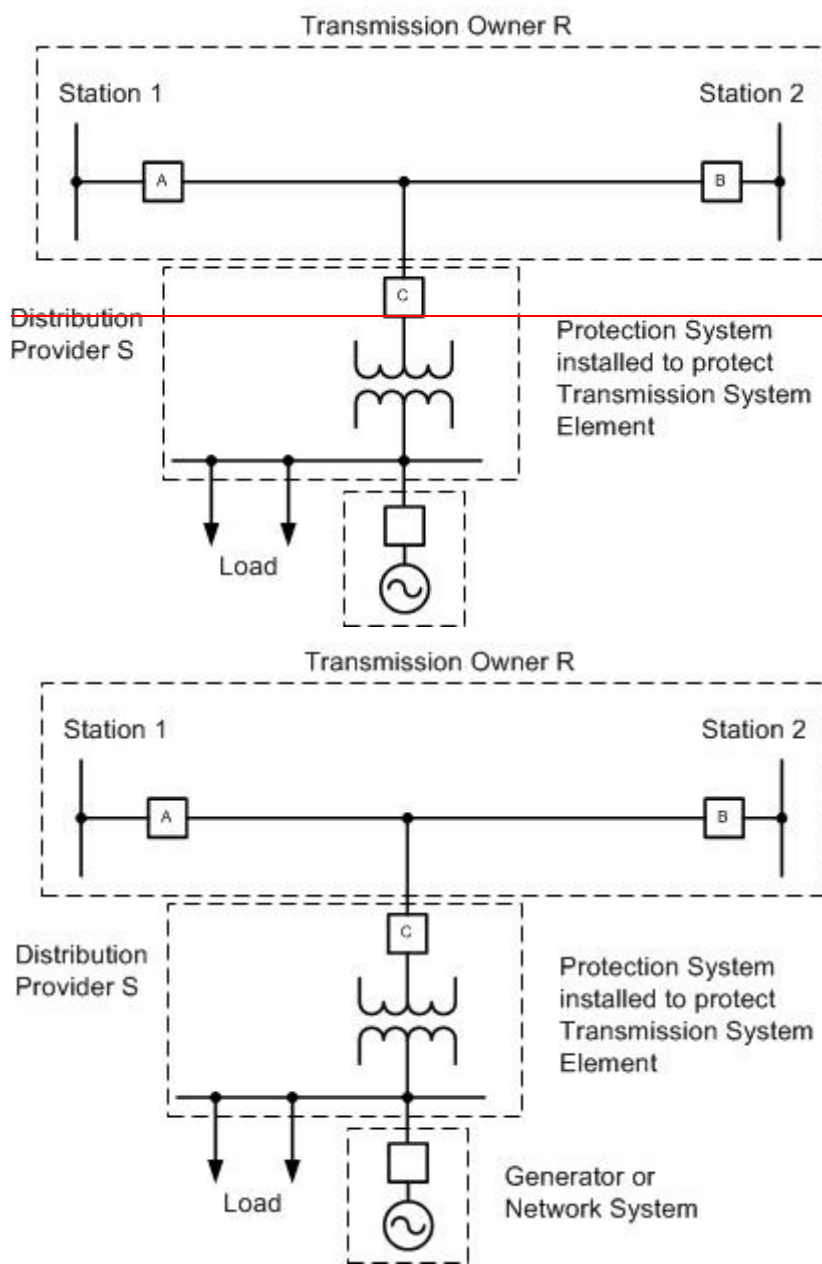 Transmission Owner R
Station 1
Station 2
A
B
C
Distribution
Provider S
Protection System
installed to protect
Transmission System
Element
Load
Transmission Owner R
Station 1
Station 2
A
B
C
Distribution
Provider S
Protection System
installed to protect
Transmission System
Element
Load
Generator or
Network System